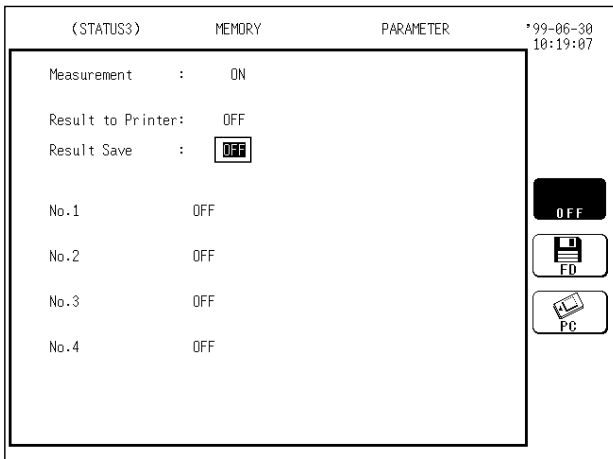 (STATUS3) MEMORY PARAMETER '99-06-30
10:19:07
Measurement : ON
Result to Printer: OFF
Result Save : OFF
No.1 OFF
No.2 OFF
No.3 OFF
No.4 OFF
OFF
FD
PC